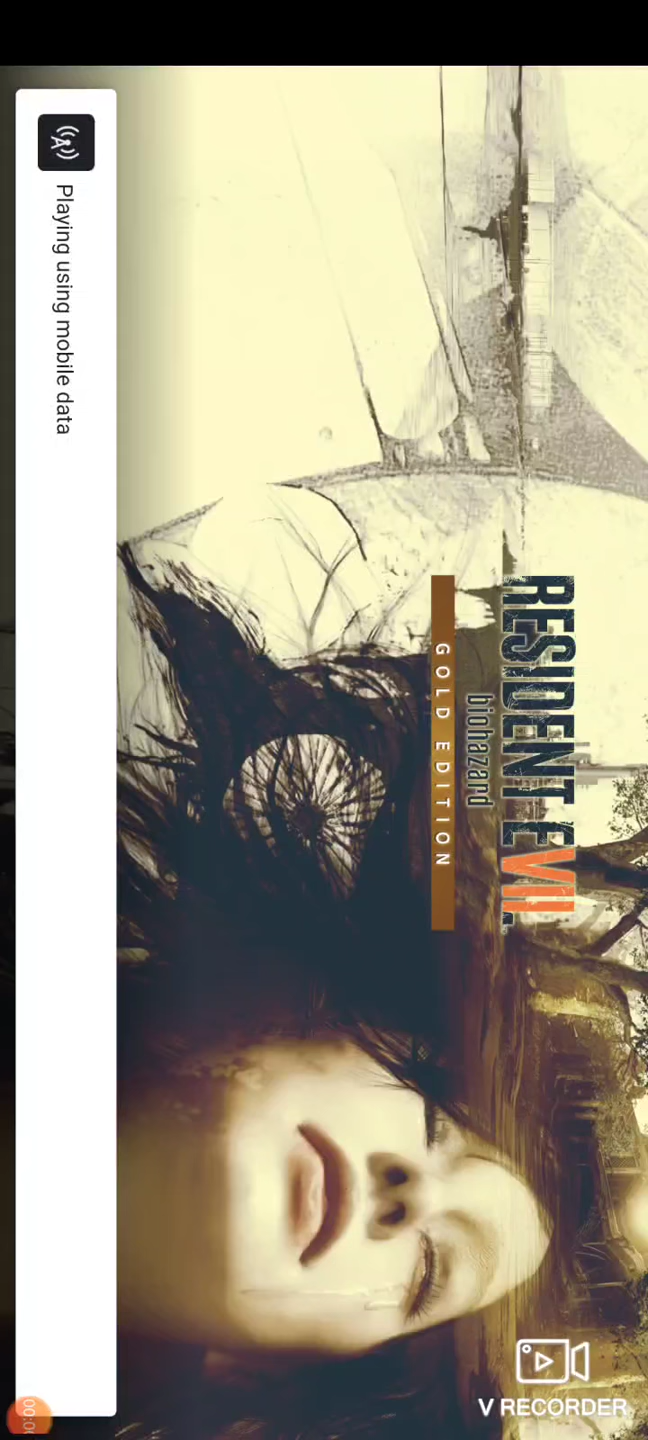 Playing using mobile data
RESIDENT EVIL
biohazard
GOLD EDITION
V RECORDER